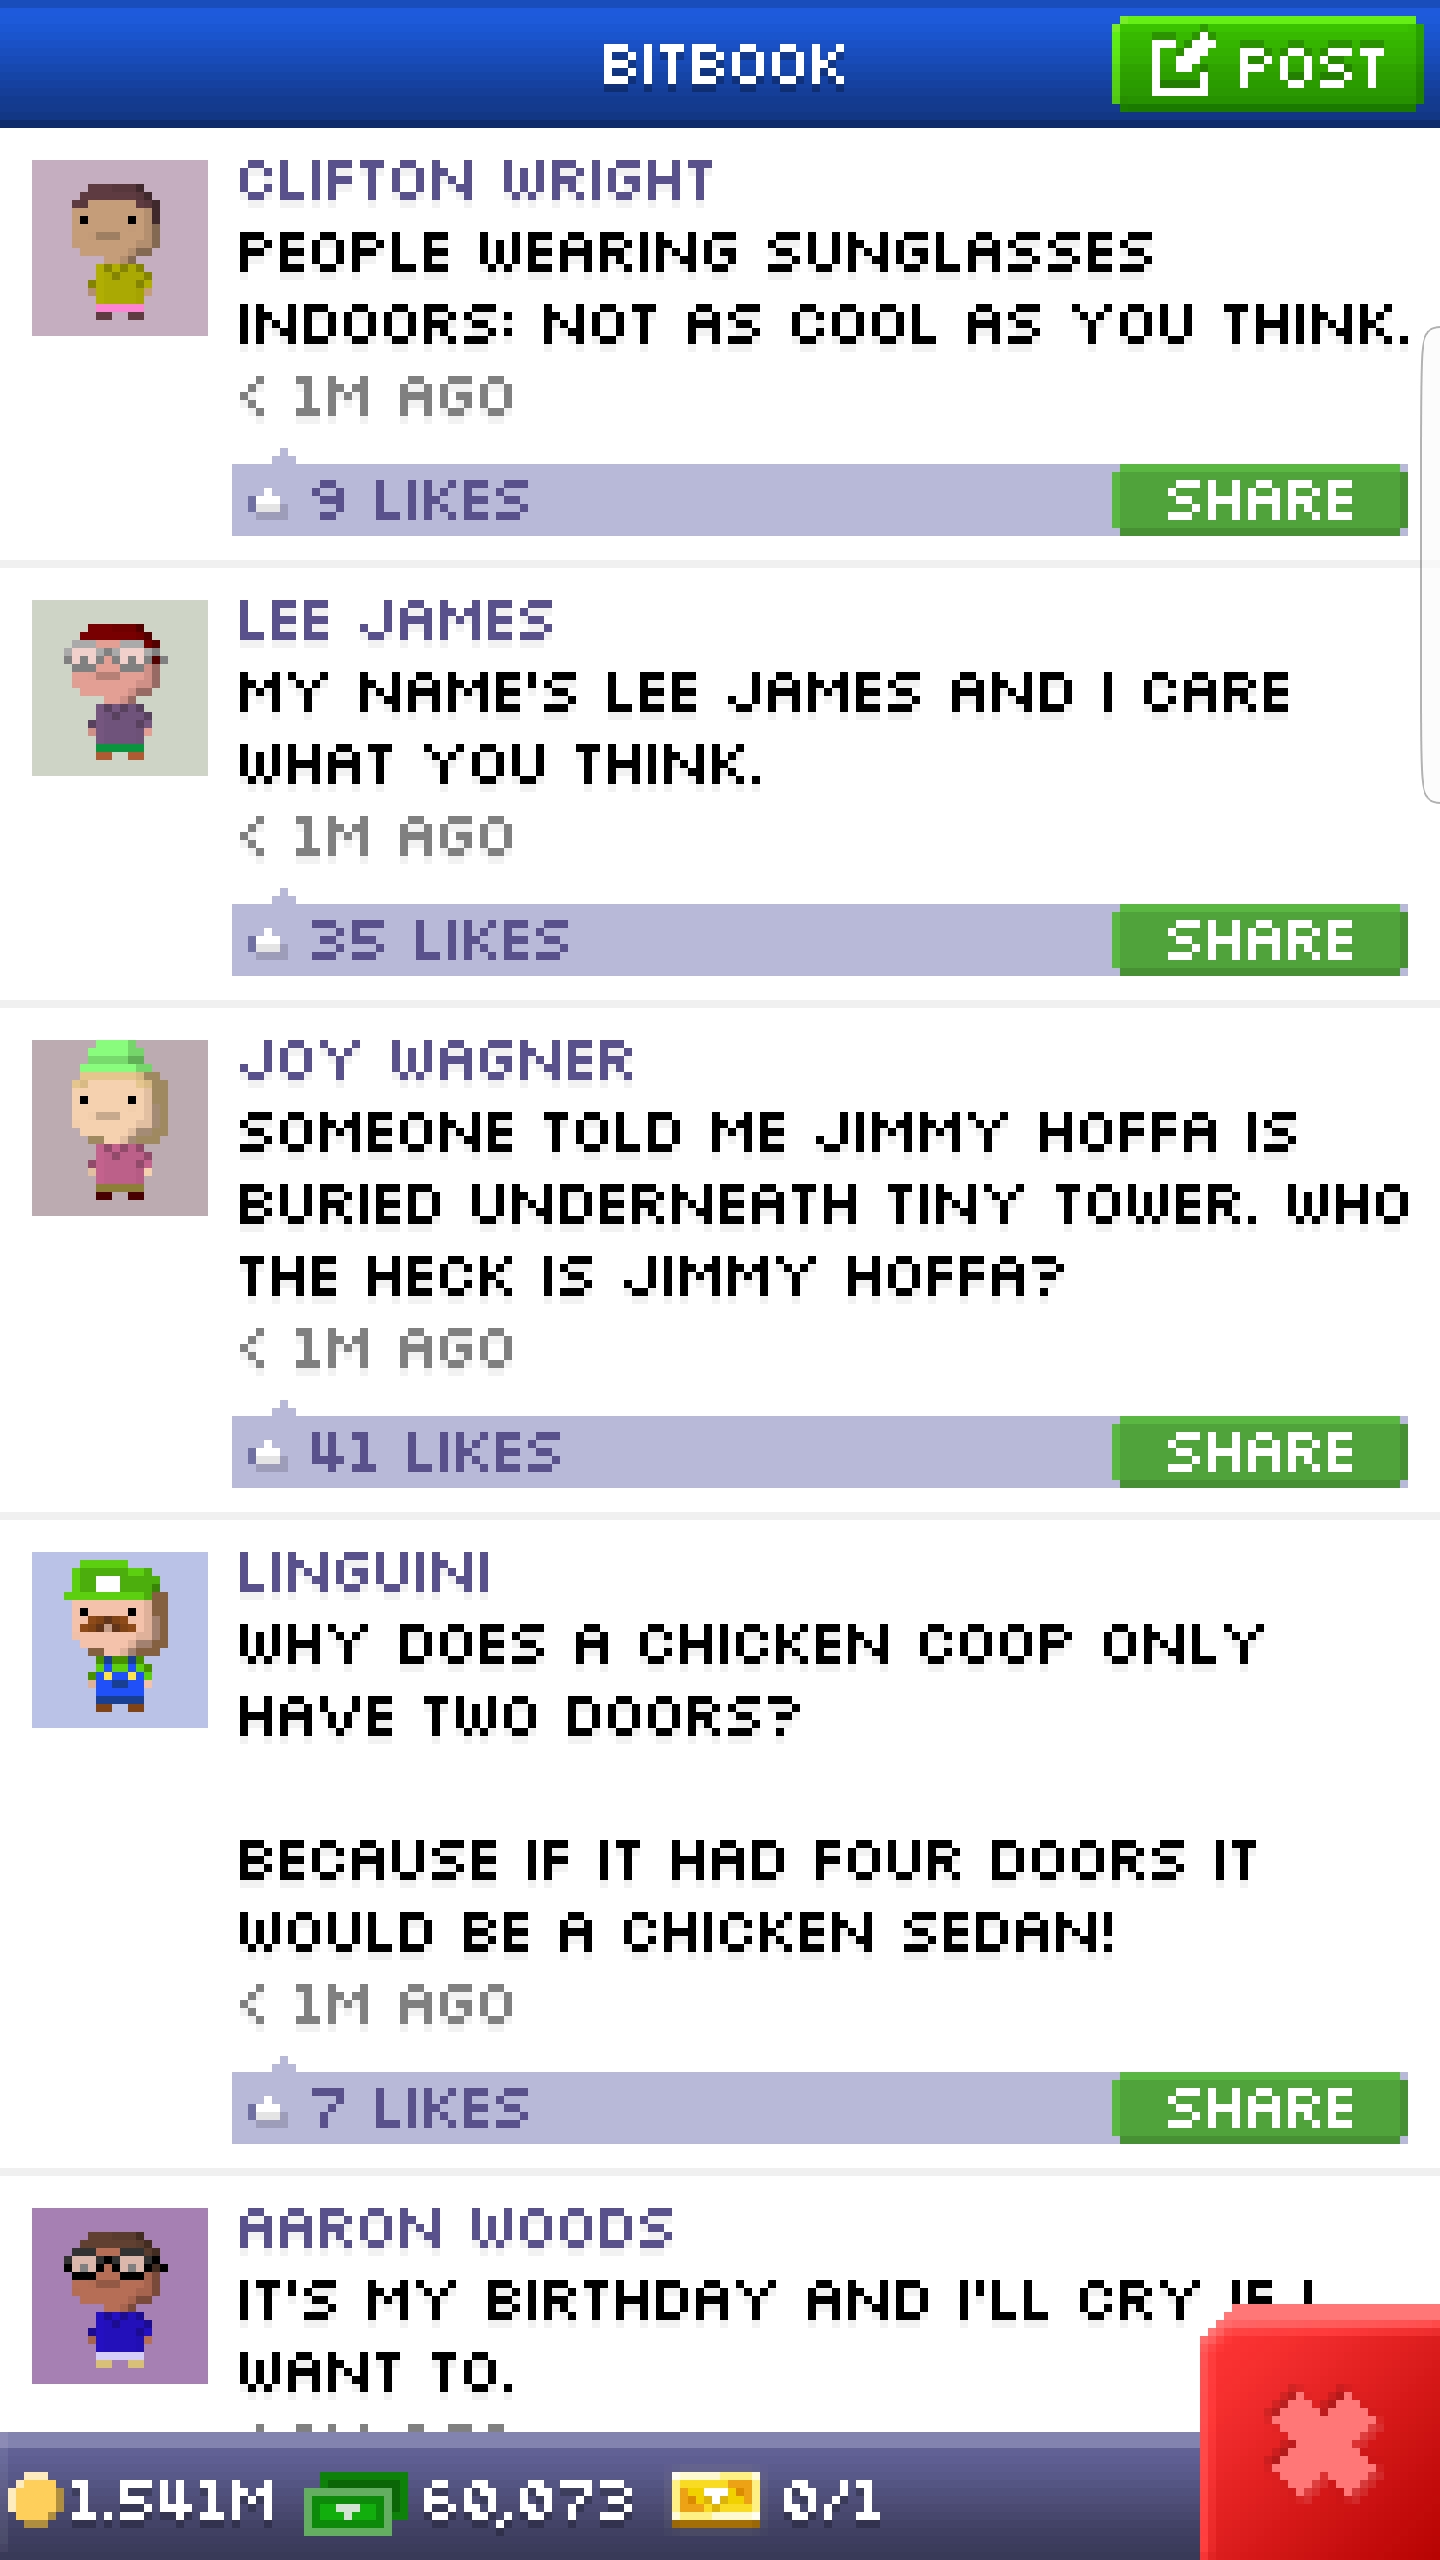 BITBOOK
POST
CLIFTON WRIGHT
PEOPLE WEARING SUNGLASSES
INDOORS: NOT AS COOL AS YOU THINK.
< 1M AGO
9 LIKES
SHARE
LEE JAMES
MY NAME'S LEE JAMES AND I CARE
WHAT YOU THINK.
< 1M AGO
35 LIKES
SHARE
JOY WAGNER
SOMEONE TOLD ME JIMMY HOFFA IS
BURIED UNDERNEATH TINY TOWER. WHO
THE HECK IS JIMMY HOFFA?
< 1M AGO
41 LIKES
SHARE
LINGUINI
WHY DOES A CHICKEN COOP ONLY
HAVE TWO DOORS?
BECAUSE IF IT HAD FOUR DOORS IT
WOULD BE A CHICKEN SEDAN!
< 1M AGO
7 LIKES
SHARE
AARON WOODS
IT'S MY BIRTHDAY AND I'LL CRY IF I
WANT TO.
1.541M
60,073
0/1